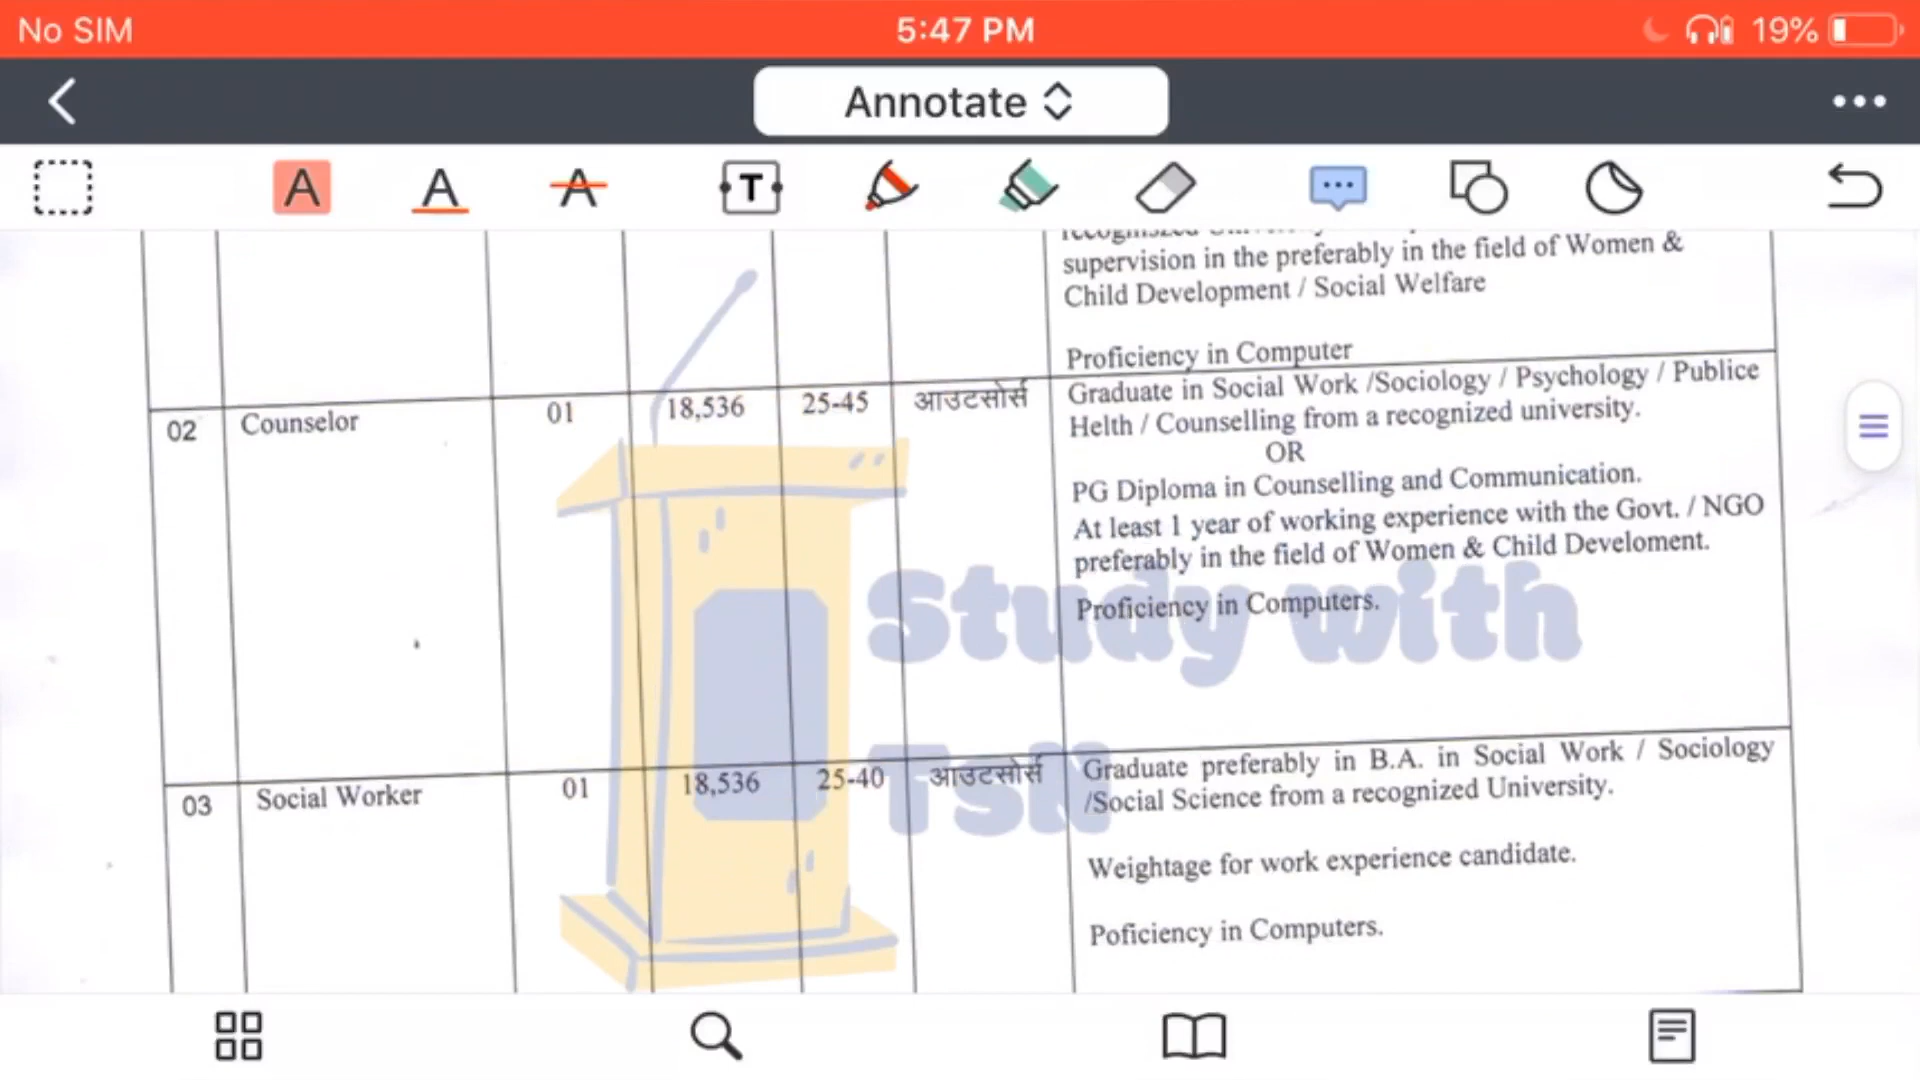 No SIM
5:47 PM
19%
Annotate
A A A T
supervision in the preferably in the field of Women &
Child Development / Social Welfare
Proficiency in Computer
02 Counselor 01 18,536 25-45 आउटसोर्स Graduate in Social Work /Sociology / Psychology / Publice
Helth / Counselling from a recognized university.
OR
PG Diploma in Counselling and Communication.
At least 1 year of working experience with the Govt. / NGO
preferably in the field of Women & Child Develoment.
Proficiency in Computers.
Study with
TSN
03 Social Worker 01 18,536 25-40 आउटसोर्स Graduate preferably in B.A. in Social Work / Sociology
/Social Science from a recognized University.
Weightage for work experience candidate.
Poficiency in Computers.